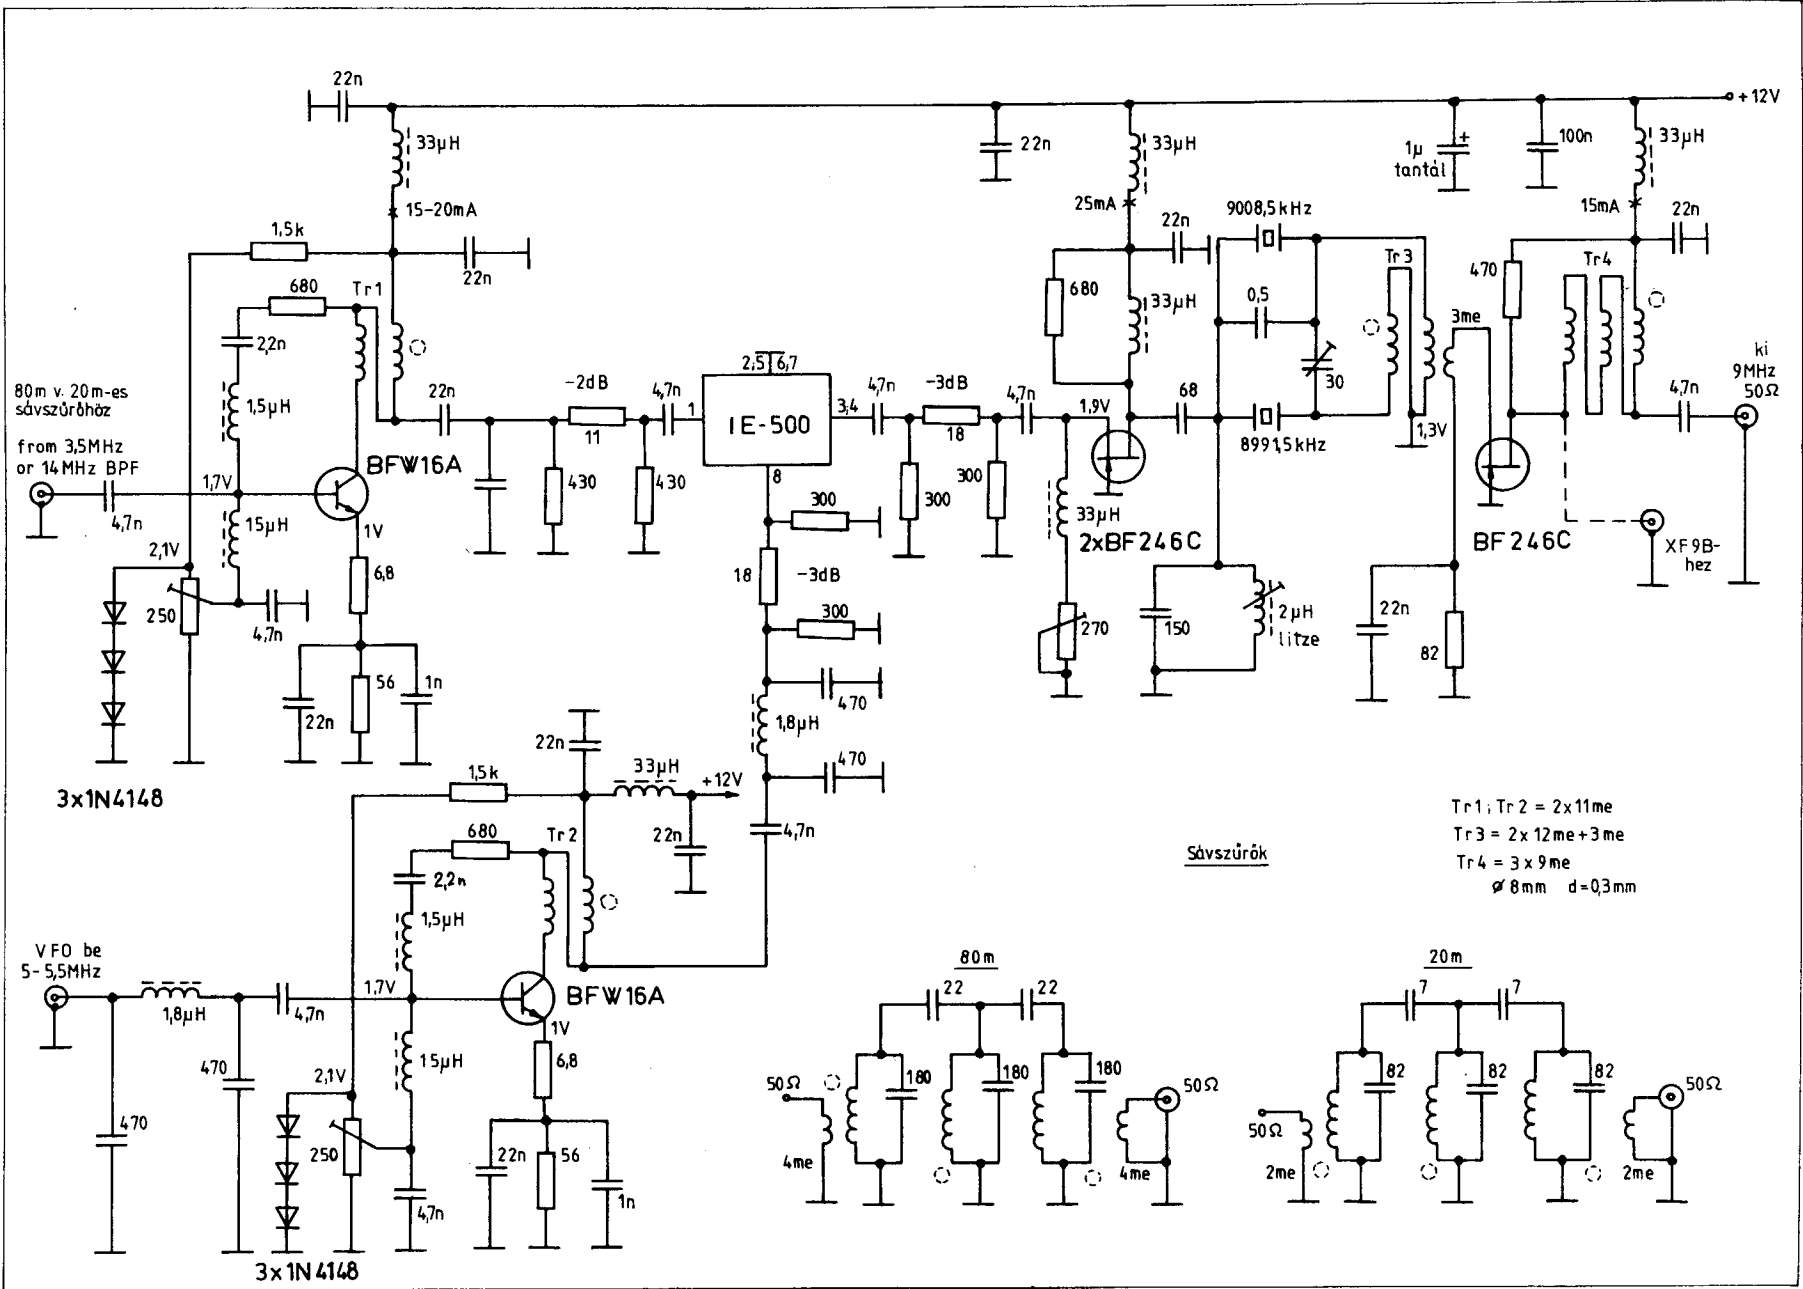 22n
+12V
33µH
22n
33µH
1µ
tantál
+
100n
33µH
15-20mA
25mA
9008,5kHz
15mA
22n
1,5k
22n
22n
680
Tr1
680
33µH
0,5
Tr3
470
Tr4
2,2n
30
3me
ki
9MHz
50Ω
80m v. 20m-es
sávszűrőhöz
1,5µH
22n
-2dB
4,7n
2,5
6,7
IE-500
1
3,4
8
4,7n
-3dB
4,7n
1,9V
68
8991,5kHz
1,3V
4,7n
from 3,5MHz
or 14MHz BPF
11
18
BFW16A
1,7V
430
430
300
300
300
33µH
2xBF246C
BF246C
XF9B-
hez
4,7n
15µH
1V
2,1V
6,8
18
-3dB
250
4,7n
300
270
150
2µH
litze
22n
82
56
1n
22n
470
1,8µH
22n
33µH
+12V
470
3x1N4148
1,5k
680
Tr2
22n
4,7n
Sávszűrők
Tr1; Tr2 = 2x11me
Tr3 = 2x12me+3me
Tr4 = 3x9me
Ø 8mm d=0,3mm
2,2n
1,5µH
VFO be
5-5,5MHz
1,7V
BFW16A
1,8µH
4,7n
1V
15µH
6,8
470
2,1V
470
250
22n
56
1n
4,7n
3x1N4148
80m
22
22
50Ω
180
180
180
50Ω
4me
4me
20m
7
7
50Ω
82
82
82
50Ω
2me
2me